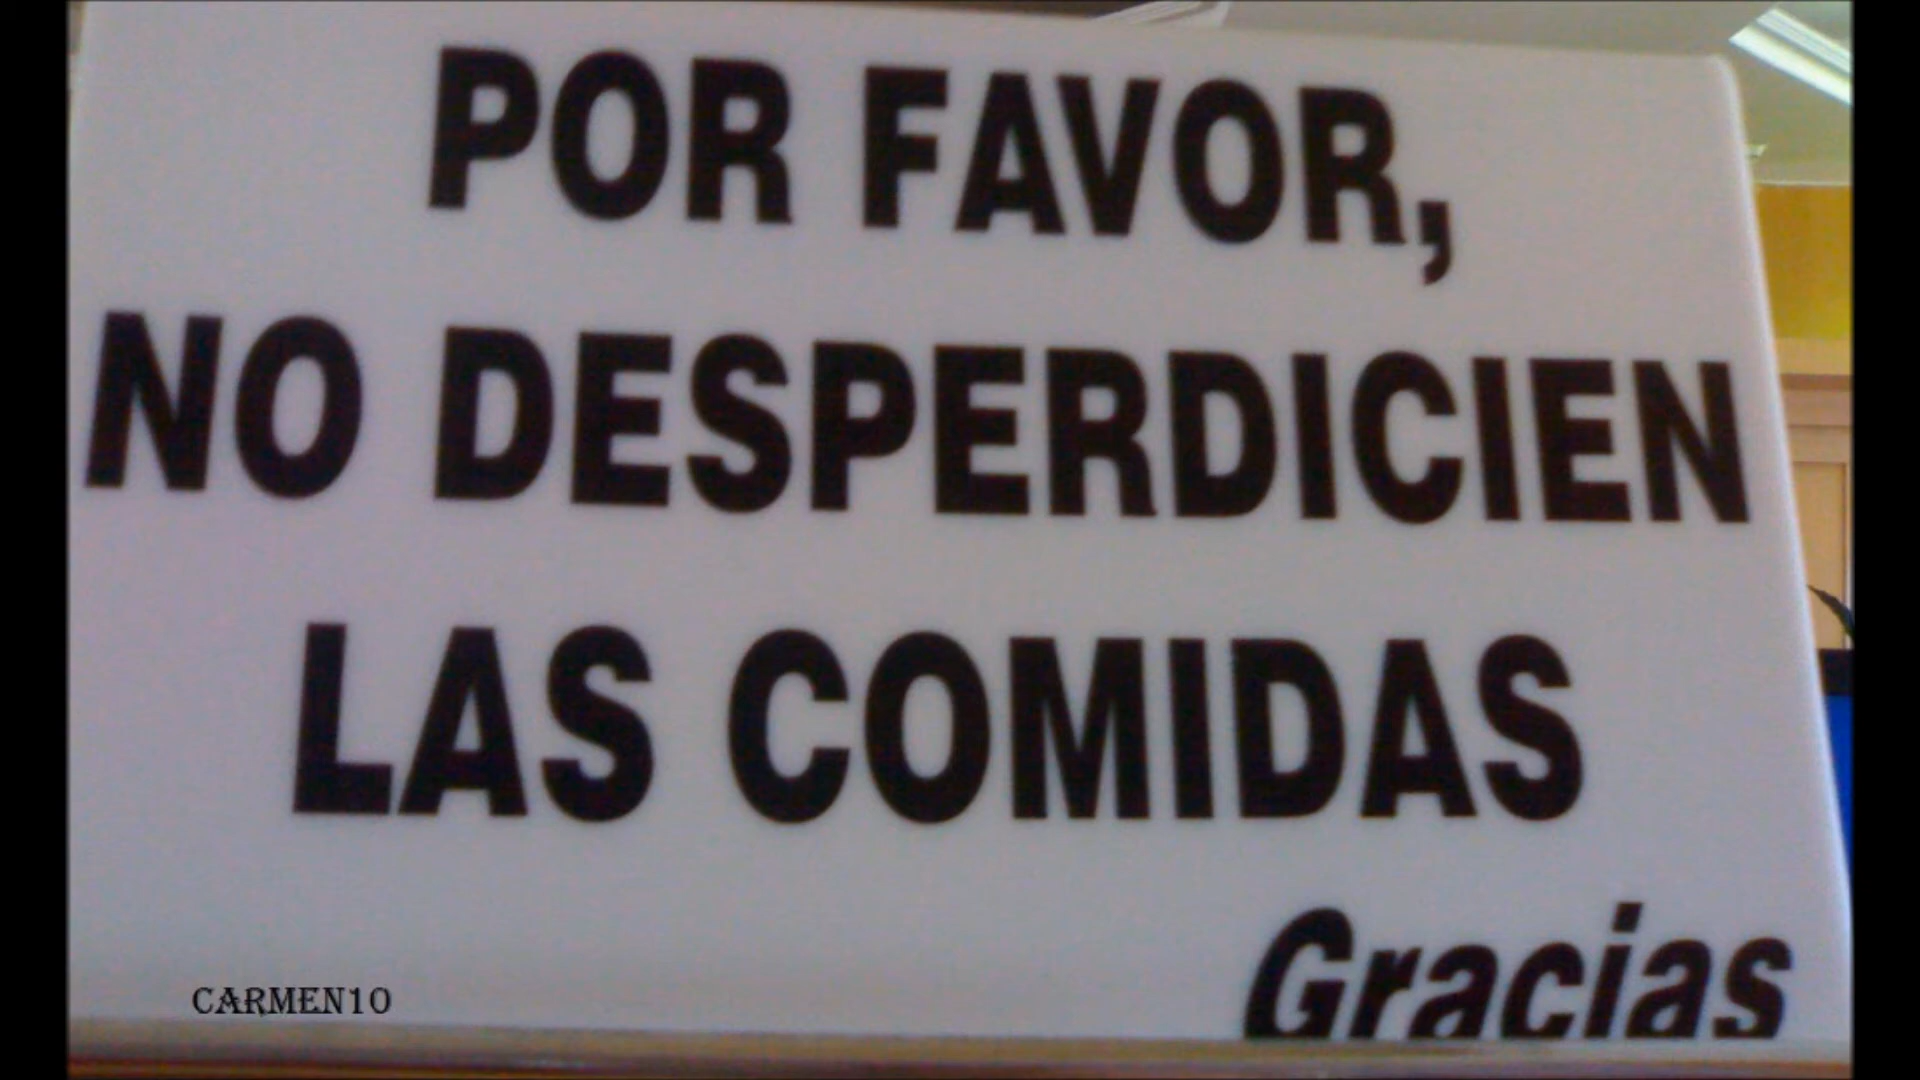 POR FAVOR,
NO DESPERDICIEN
LAS COMIDAS
Gracias
CARMEN10